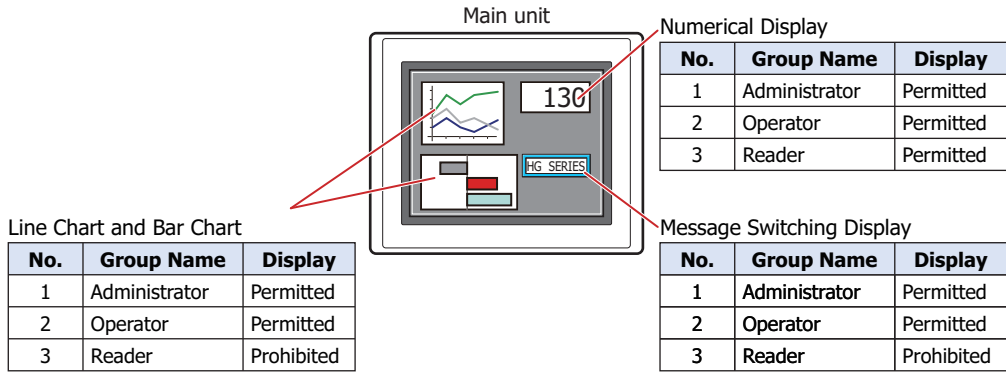 Main unit
130
HG SERIES
Numerical Display
No. Group Name Display
1 Administrator Permitted
2 Operator Permitted
3 Reader Permitted
Line Chart and Bar Chart
No. Group Name Display
1 Administrator Permitted
2 Operator Permitted
3 Reader Prohibited
Message Switching Display
No. Group Name Display
1 Administrator Permitted
2 Operator Permitted
3 Reader Prohibited